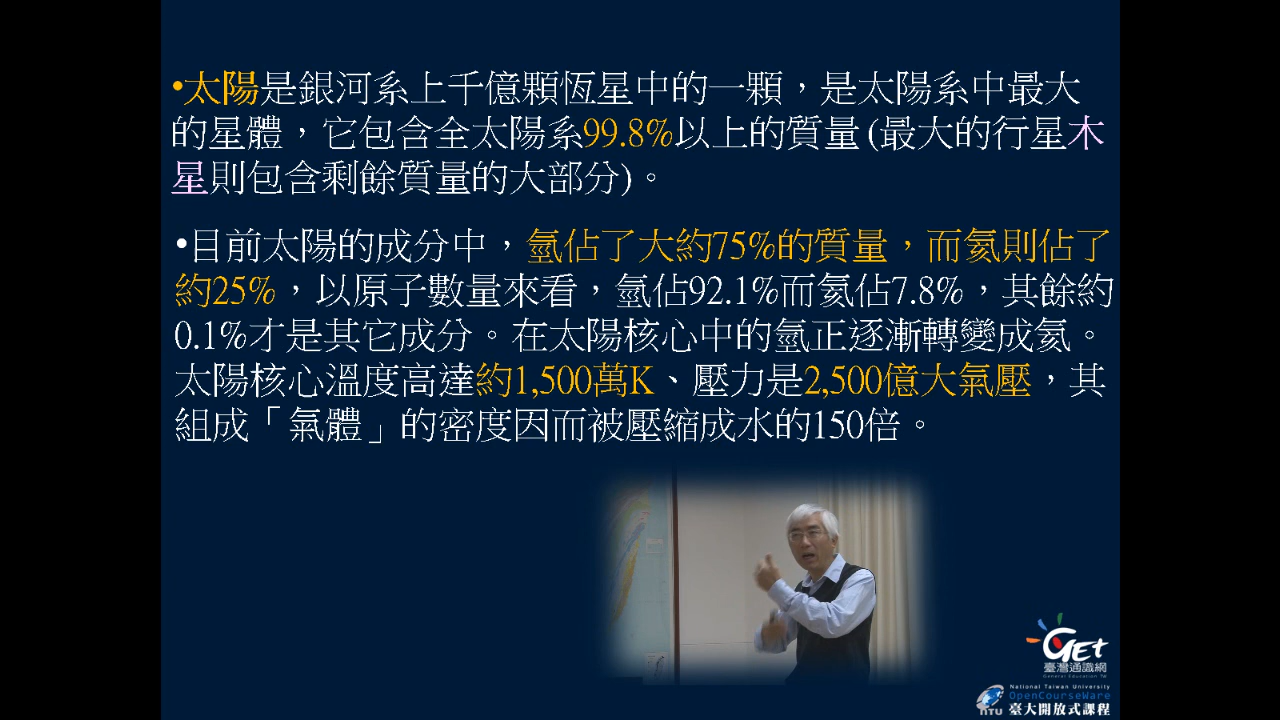 •太陽是銀河系上千億顆恆星中的一顆，是太陽系中最大
的星體，它包含全太陽系99.8%以上的質量(最大的行星木
星則包含剩餘質量的大部分)。
•目前太陽的成分中，氫佔了大約75%的質量，而氦則佔了
約25%，以原子數量來看，氫佔92.1%而氦佔7.8%，其餘約
0.1%才是其它成分。在太陽核心中的氫正逐漸轉變成氦。
太陽核心溫度高達約1,500萬K、壓力是2,500億大氣壓，其
組成「氣體」的密度因而被壓縮成水的150倍。
GET
臺灣通識網
General Education TW
National Taiwan University
OpenCourseWare
NTU 臺大開放式課程